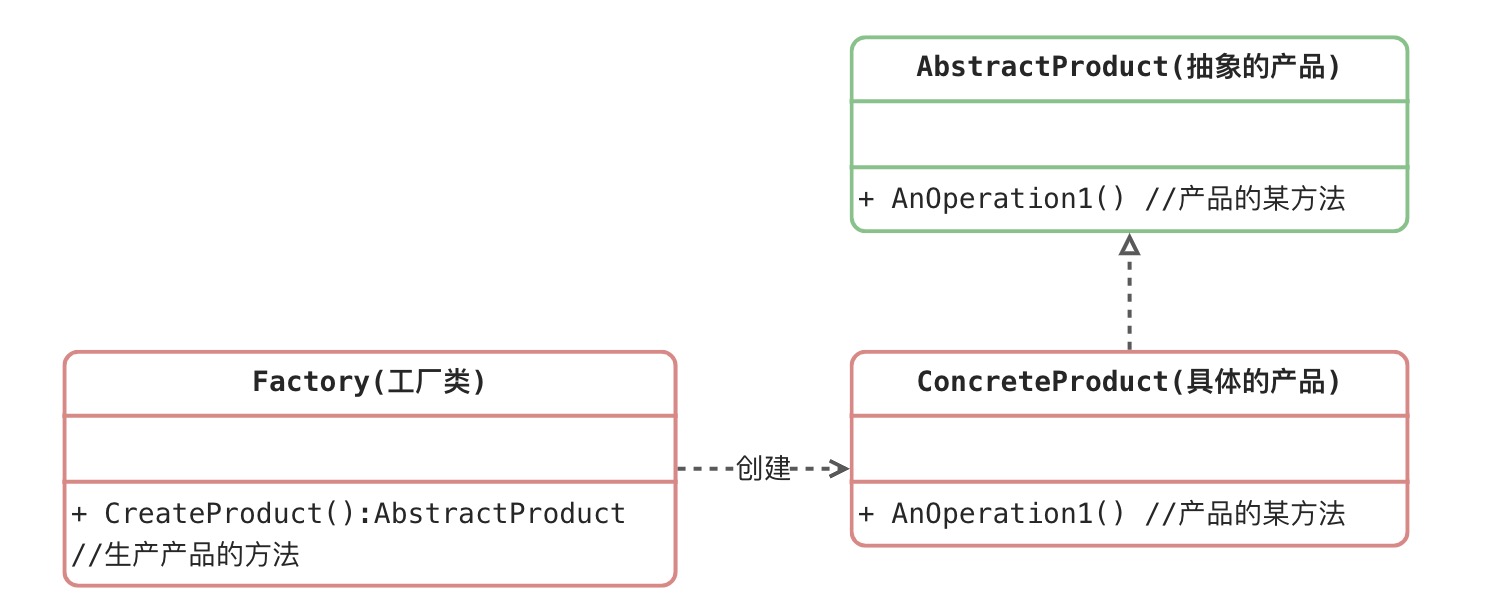 AbstractProduct(抽象的产品)
+ AnOperation1() //产品的某方法
Factory(工厂类)
+ CreateProduct():AbstractProduct
//生产产品的方法
创建
ConcreteProduct(具体的产品)
+ AnOperation1() //产品的某方法